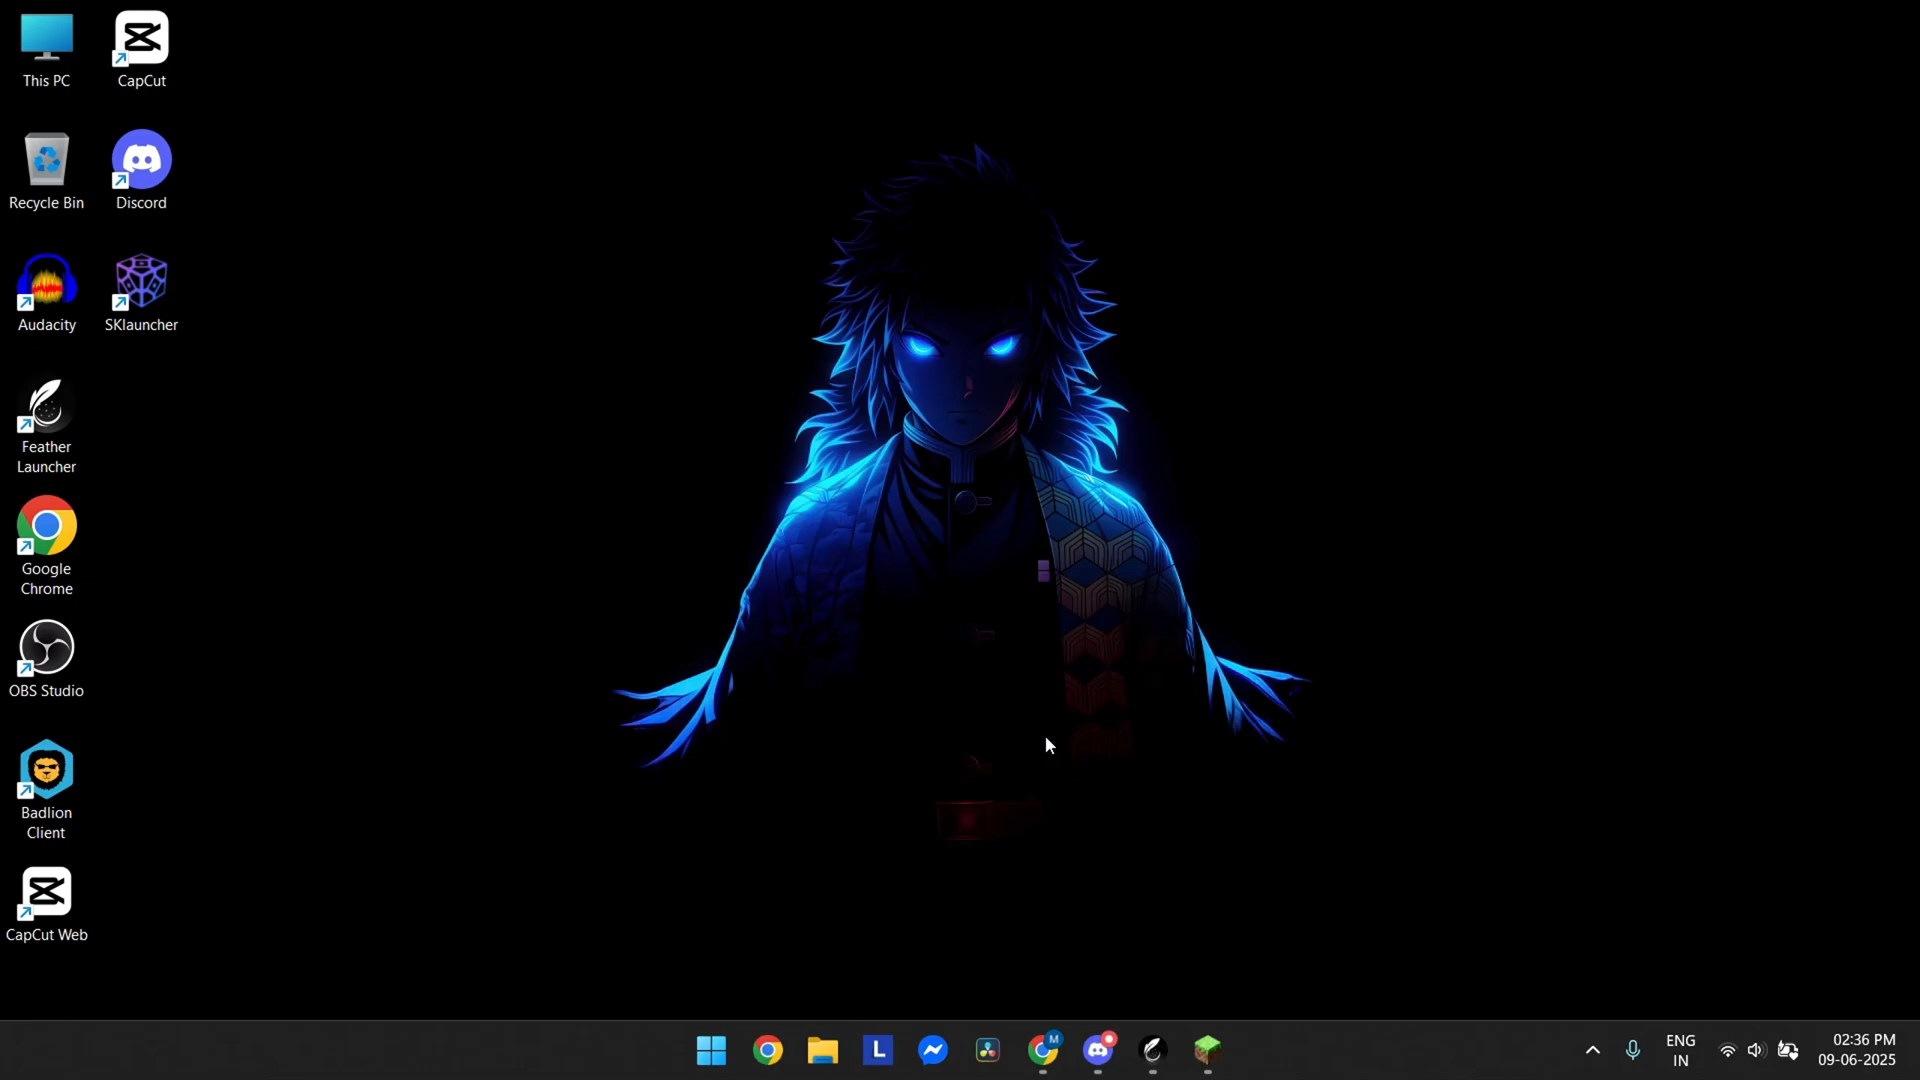 This PC
CapCut
Recycle Bin
Discord
Audacity
SKlauncher
Feather
Launcher
Google
Chrome
OBS Studio
Badlion
Client
CapCut Web
L
M
ENG
IN
02:36 PM
09-06-2025